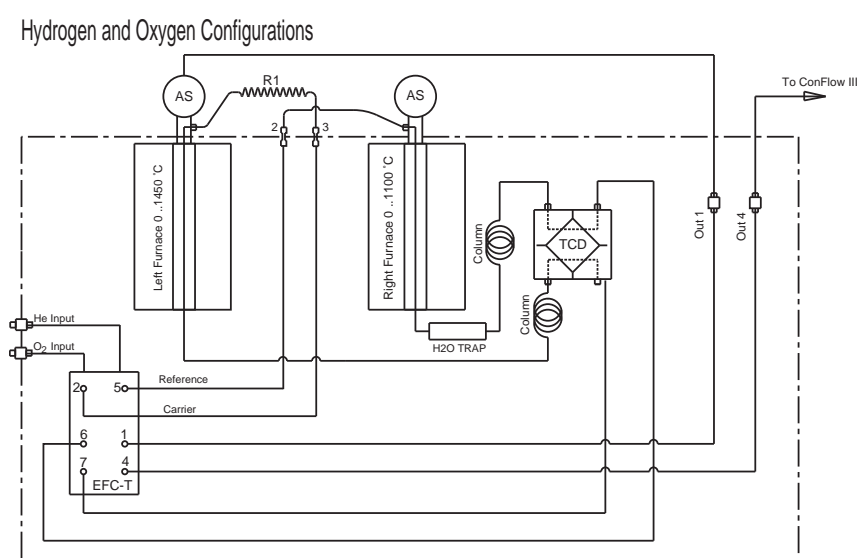 Hydrogen and Oxygen Configurations
To ConFlow III
R1
AS
AS
2
3
Left Furnace 0 ..1450 °C
Right Furnace 0 ..1100 °C
Column
TCD
Out 1
Out 4
Column
He Input
H2O TRAP
O2 Input
Reference
2
5
Carrier
6
1
7
4
EFC-T